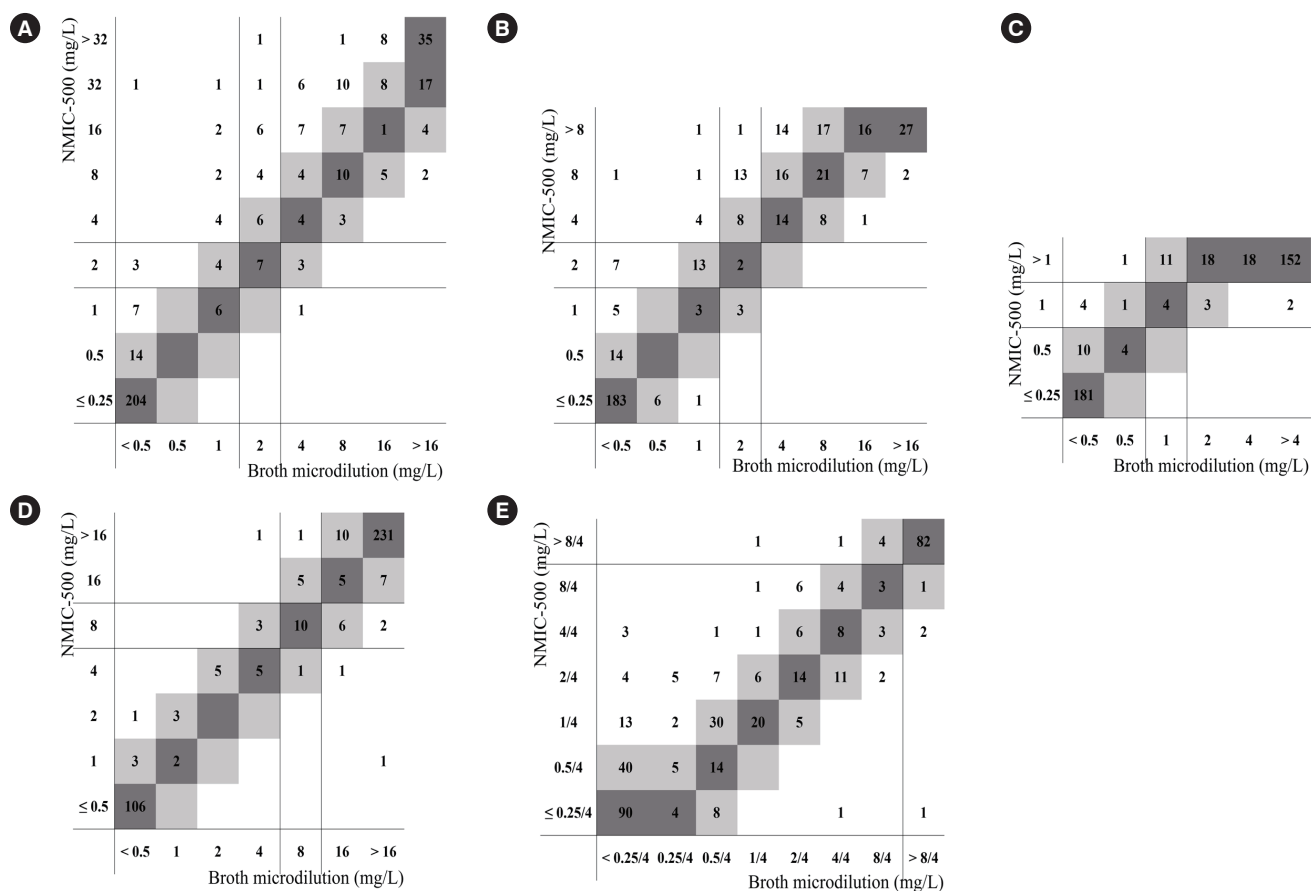 A
NMIC-500 (mg/L)
> 32 1 1 8 35
32 1 1 1 6 10 8 17
16 2 6 7 7 1 4
8 2 4 4 10 5 2
4 4 6 4 3
2 3 4 7 3
1 7 6 1
0.5 14
≤ 0.25 204
< 0.5 0.5 1 2 4 8 16 > 16
Broth microdilution (mg/L)
B
NMIC-500 (mg/L)
> 8 1 1 14 17 16 27
8 1 1 13 16 21 7 2
4 4 8 14 8 1
2 7 13 2
1 5 3 3
0.5 14
≤ 0.25 183 6 1
< 0.5 0.5 1 2 4 8 16 > 16
Broth microdilution (mg/L)
C
NMIC-500 (mg/L)
> 1 1 11 18 18 152
1 4 1 4 3 2
0.5 10 4
≤ 0.25 181
< 0.5 0.5 1 2 4 > 4
Broth microdilution (mg/L)
D
NMIC-500 (mg/L)
> 16 1 1 10 231
16 5 5 7
8 3 10 6 2
4 5 5 1 1
2 1 3
1 3 2 1
≤ 0.5 106
< 0.5 1 2 4 8 16 > 16
Broth microdilution (mg/L)
E
NMIC-500 (mg/L)
> 8/4 1 1 4 82
8/4 1 6 4 3 1
4/4 3 1 1 6 8 3 2
2/4 4 5 7 6 14 11 2
1/4 13 2 30 20 5
0.5/4 40 5 14
≤ 0.25/4 90 4 8 1 1
< 0.25/4 0.25/4 0.5/4 1/4 2/4 4/4 8/4 > 8/4
Broth microdilution (mg/L)